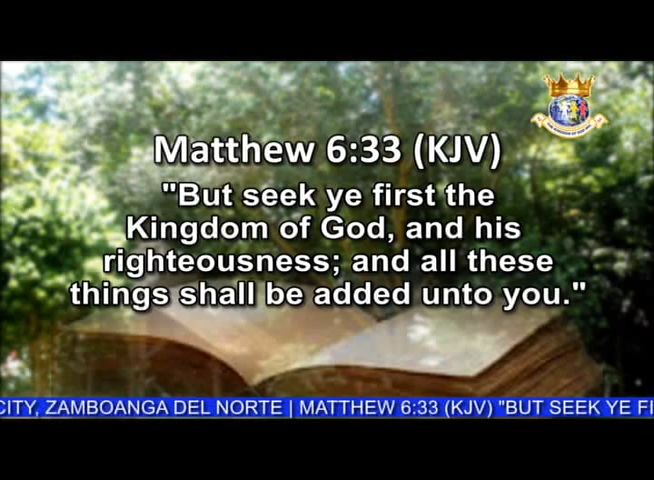 Matthew 6:33 (KJV)
"But seek ye first the
Kingdom of God, and his
righteousness; and all these
things shall be added unto you."
CITY, ZAMBOANGA DEL NORTE | MATTHEW 6:33 (KJV) "BUT SEEK YE FI